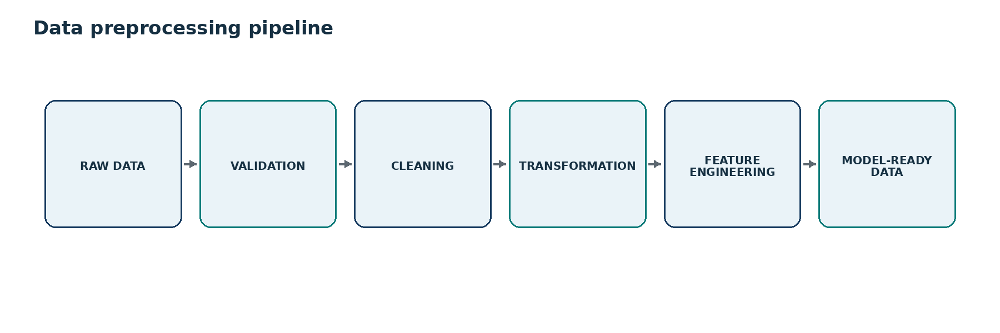 Data preprocessing pipeline
RAW DATA
VALIDATION
CLEANING
TRANSFORMATION
FEATURE
ENGINEERING
MODEL-READY
DATA